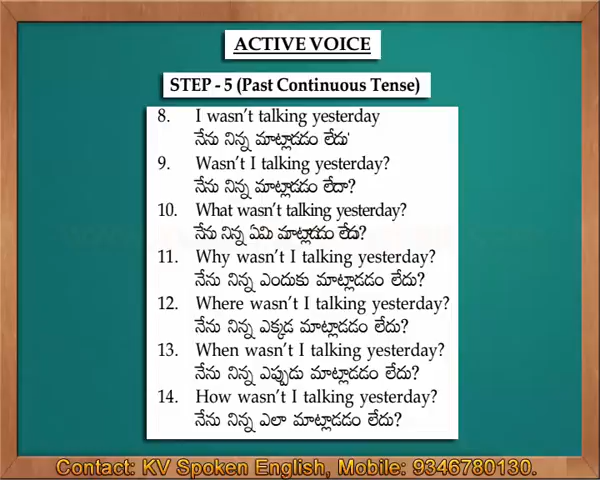 ACTIVE VOICE
STEP - 5 (Past Continuous Tense)
8. I wasn't talking yesterday
నేను నిన్న మాట్లాడడం లేదు'
9. Wasn't I talking yesterday?
నేను నిన్న మాట్లాడడం లేదా?
10. What wasn't talking yesterday?
నేను నిన్న ఏమి మాట్లాడడం లేదు?
11. Why wasn't I talking yesterday?
నేను నిన్న ఎందుకు మాట్లాడడం లేదు?
12. Where wasn't I talking yesterday?
నేను నిన్న ఎక్కడ మాట్లాడడం లేదు?
13. When wasn't I talking yesterday?
నేను నిన్న ఎప్పుడు మాట్లాడడం లేదు?
14. How wasn't I talking yesterday?
నేను నిన్న ఎలా మాట్లాడడం లేదు?
Contact: KV Spoken English, Mobile: 9346780130.